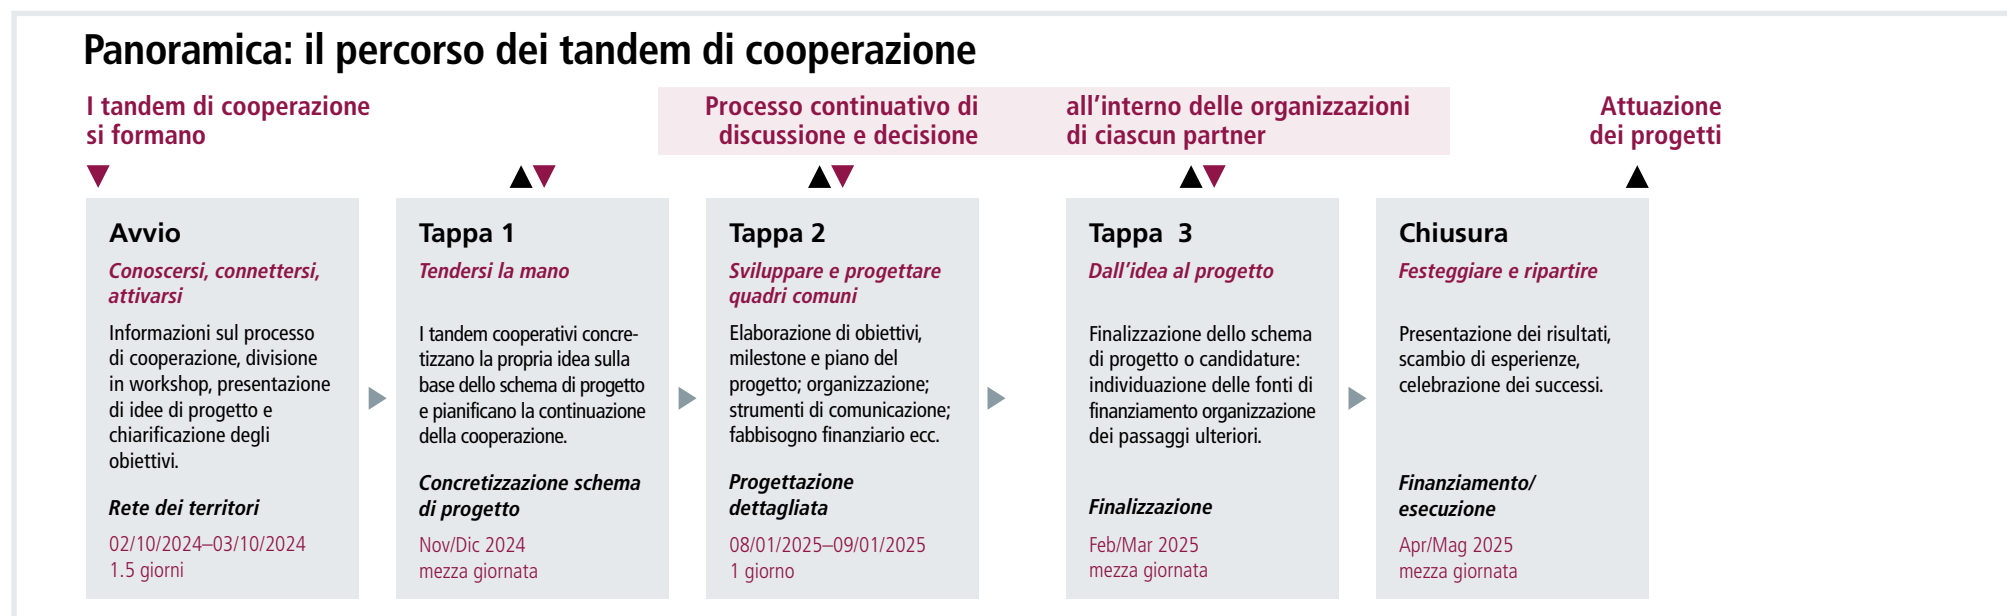 Panoramica: il percorso dei tandem di cooperazione
I tandem di cooperazione
si formano
Processo continuativo di
discussione e decisione
all'interno delle organizzazioni
di ciascun partner
Attuazione
dei progetti
Avvio
Conoscersi, connettersi,
attivarsi
Informazioni sul processo
di cooperazione, divisione
in workshop, presentazione
di idee di progetto e
chiarificazione degli
obiettivi.
Rete dei territori
02/10/2024–03/10/2024
1.5 giorni
Tappa 1
Tendersi la mano
I tandem cooperativi concre-
tizzano la propria idea sulla
base dello schema di progetto
e pianificano la continuazione
della cooperazione.
Concretizzazione schema
di progetto
Nov/Dic 2024
mezza giornata
Tappa 2
Sviluppare e progettare
quadri comuni
Elaborazione di obiettivi,
milestone e piano del
progetto; organizzazione;
strumenti di comunicazione;
fabbisogno finanziario ecc.
Progettazione
dettagliata
08/01/2025–09/01/2025
1 giorno
Tappa 3
Dall'idea al progetto
Finalizzazione dello schema
di progetto o candidature:
individuazione delle fonti di
finanziamento organizzazione
dei passaggi ulteriori.
Finalizzazione
Feb/Mar 2025
mezza giornata
Chiusura
Festeggiare e ripartire
Presentazione dei risultati,
scambio di esperienze,
celebrazione dei successi.
Finanziamento/
esecuzione
Apr/Mag 2025
mezza giornata